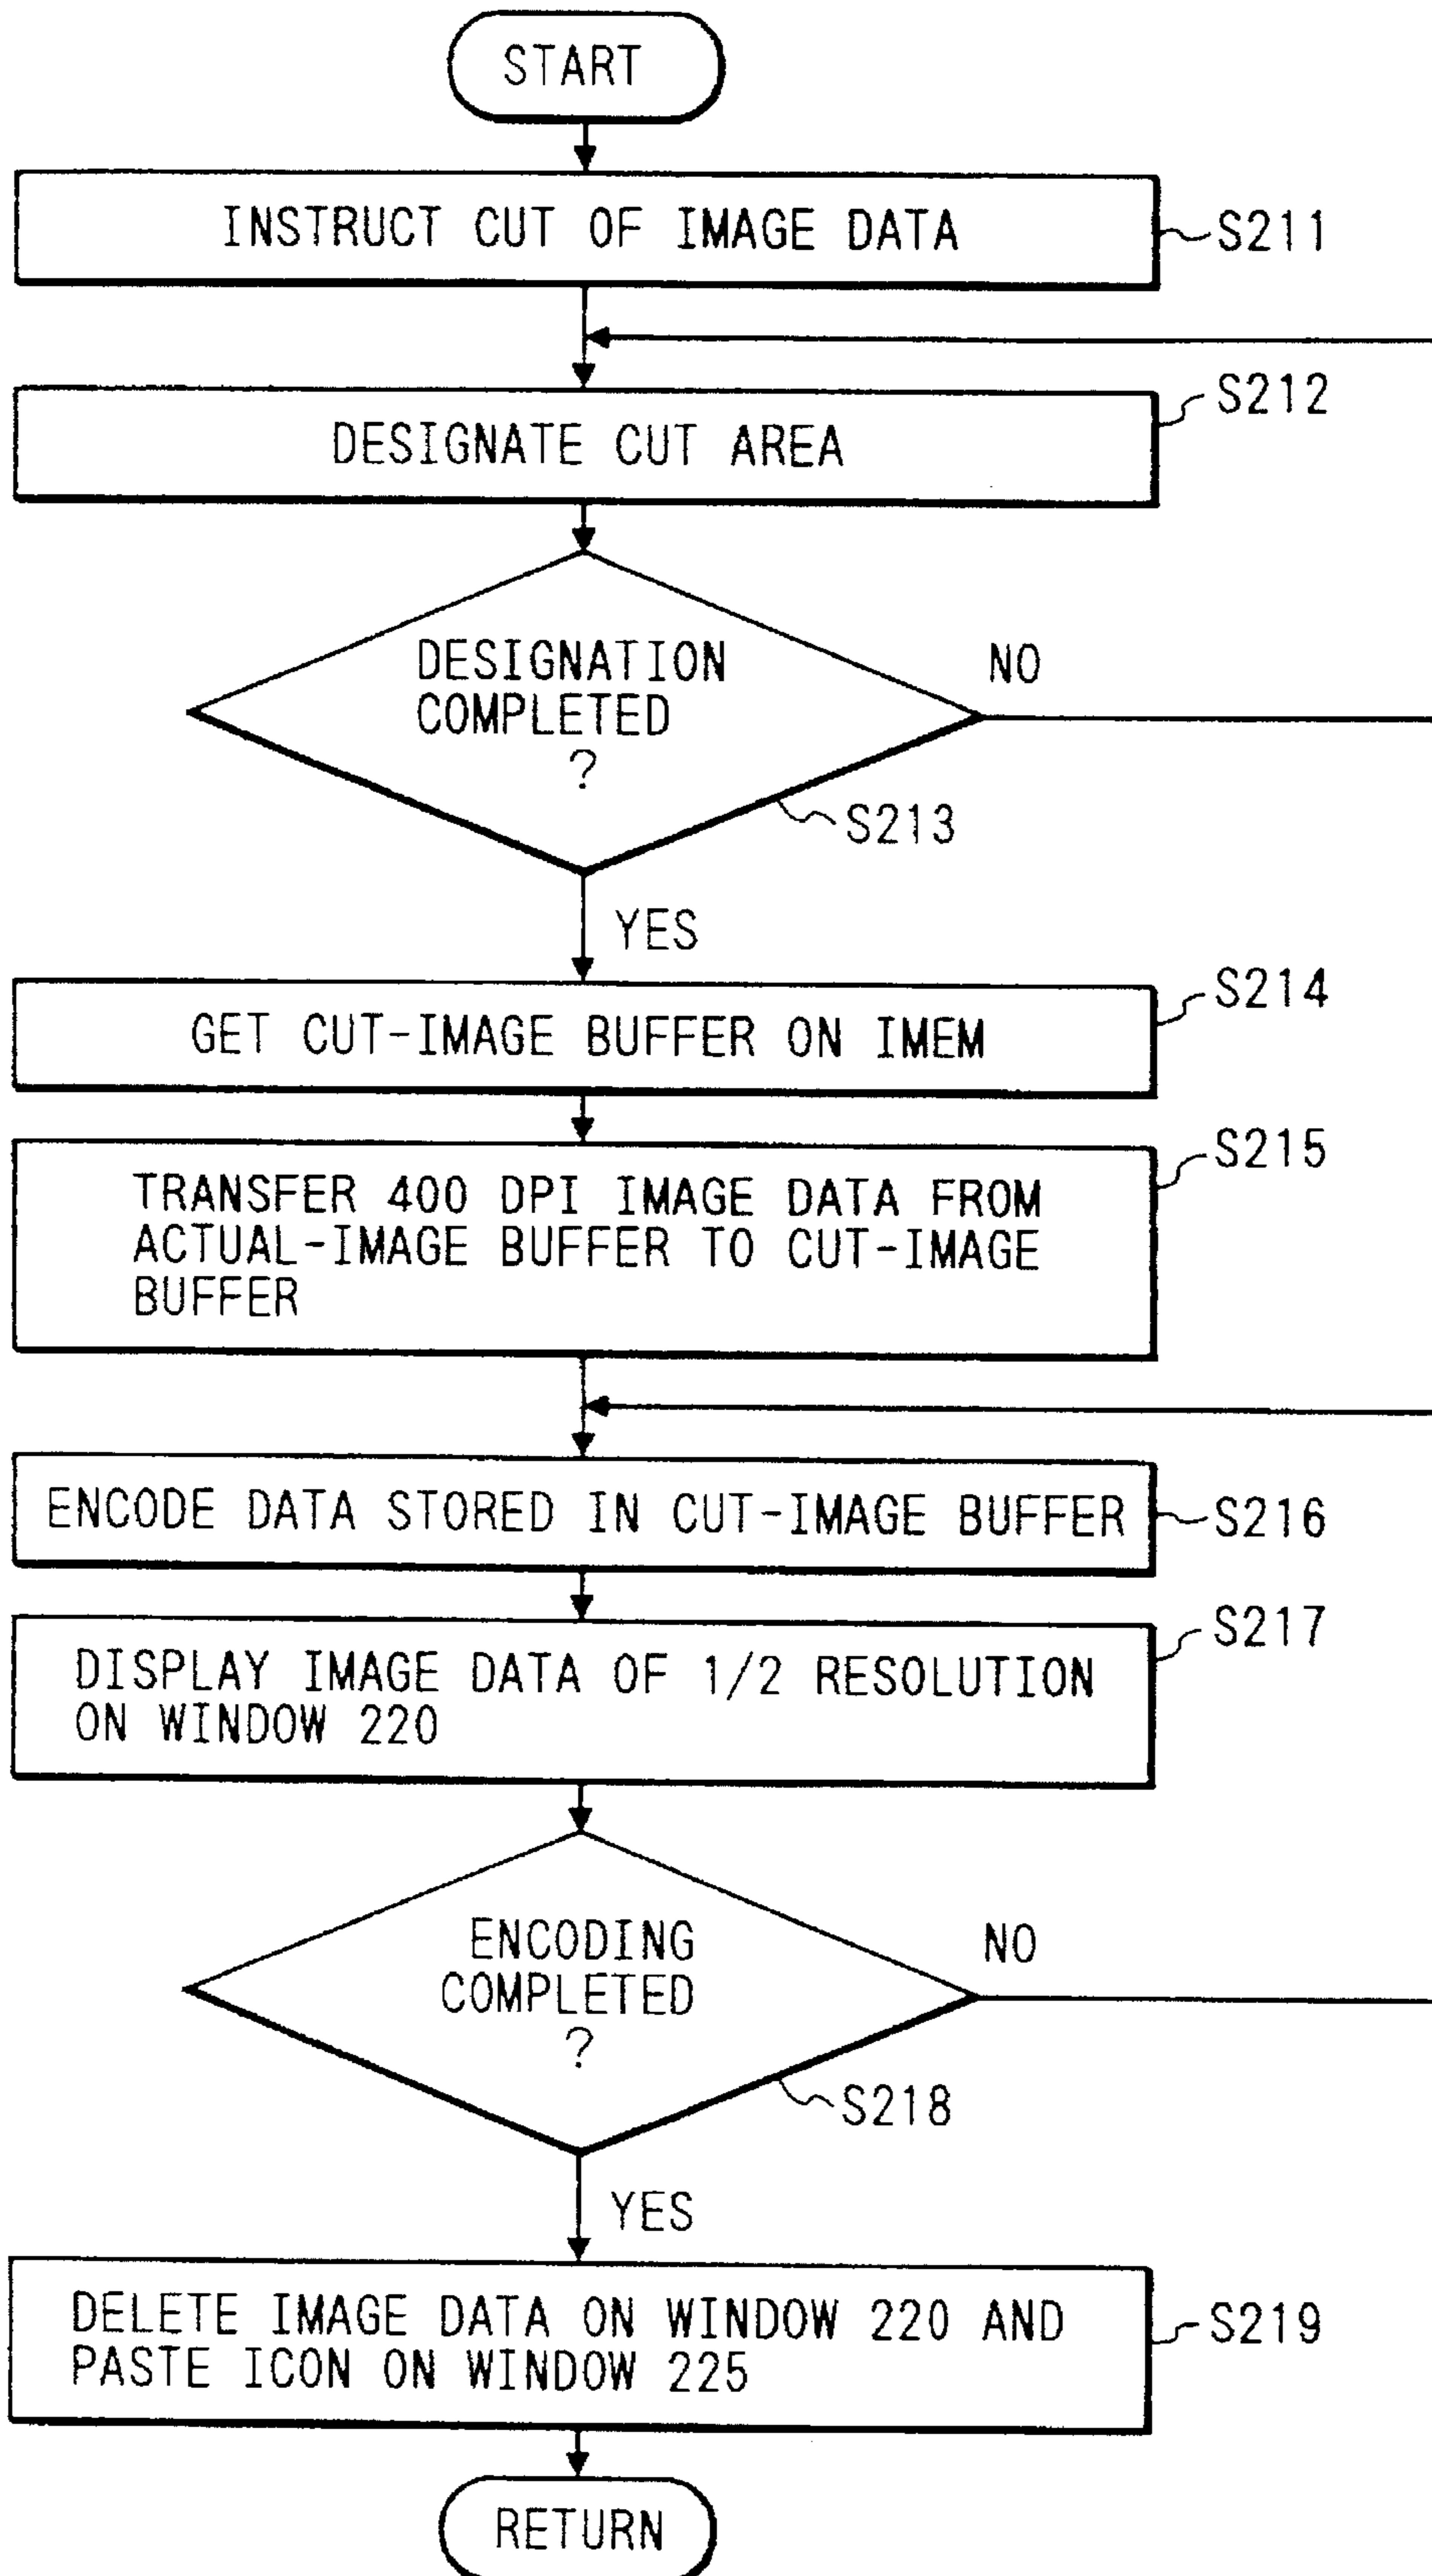 START
INSTRUCT CUT OF IMAGE DATA
S211
S212
DESIGNATE CUT AREA
DESIGNATION
COMPLETED
?
NO
S213
YES
S214
GET CUT-IMAGE BUFFER ON IMEM
S215
TRANSFER 400 DPI IMAGE DATA FROM
ACTUAL-IMAGE BUFFER TO CUT-IMAGE
BUFFER
ENCODE DATA STORED IN CUT-IMAGE BUFFER
S216
S217
DISPLAY IMAGE DATA OF 1/2 RESOLUTION
ON WINDOW 220
ENCODING
COMPLETED
?
NO
S218
YES
DELETE IMAGE DATA ON WINDOW 220 AND
PASTE ICON ON WINDOW 225
S219
RETURN